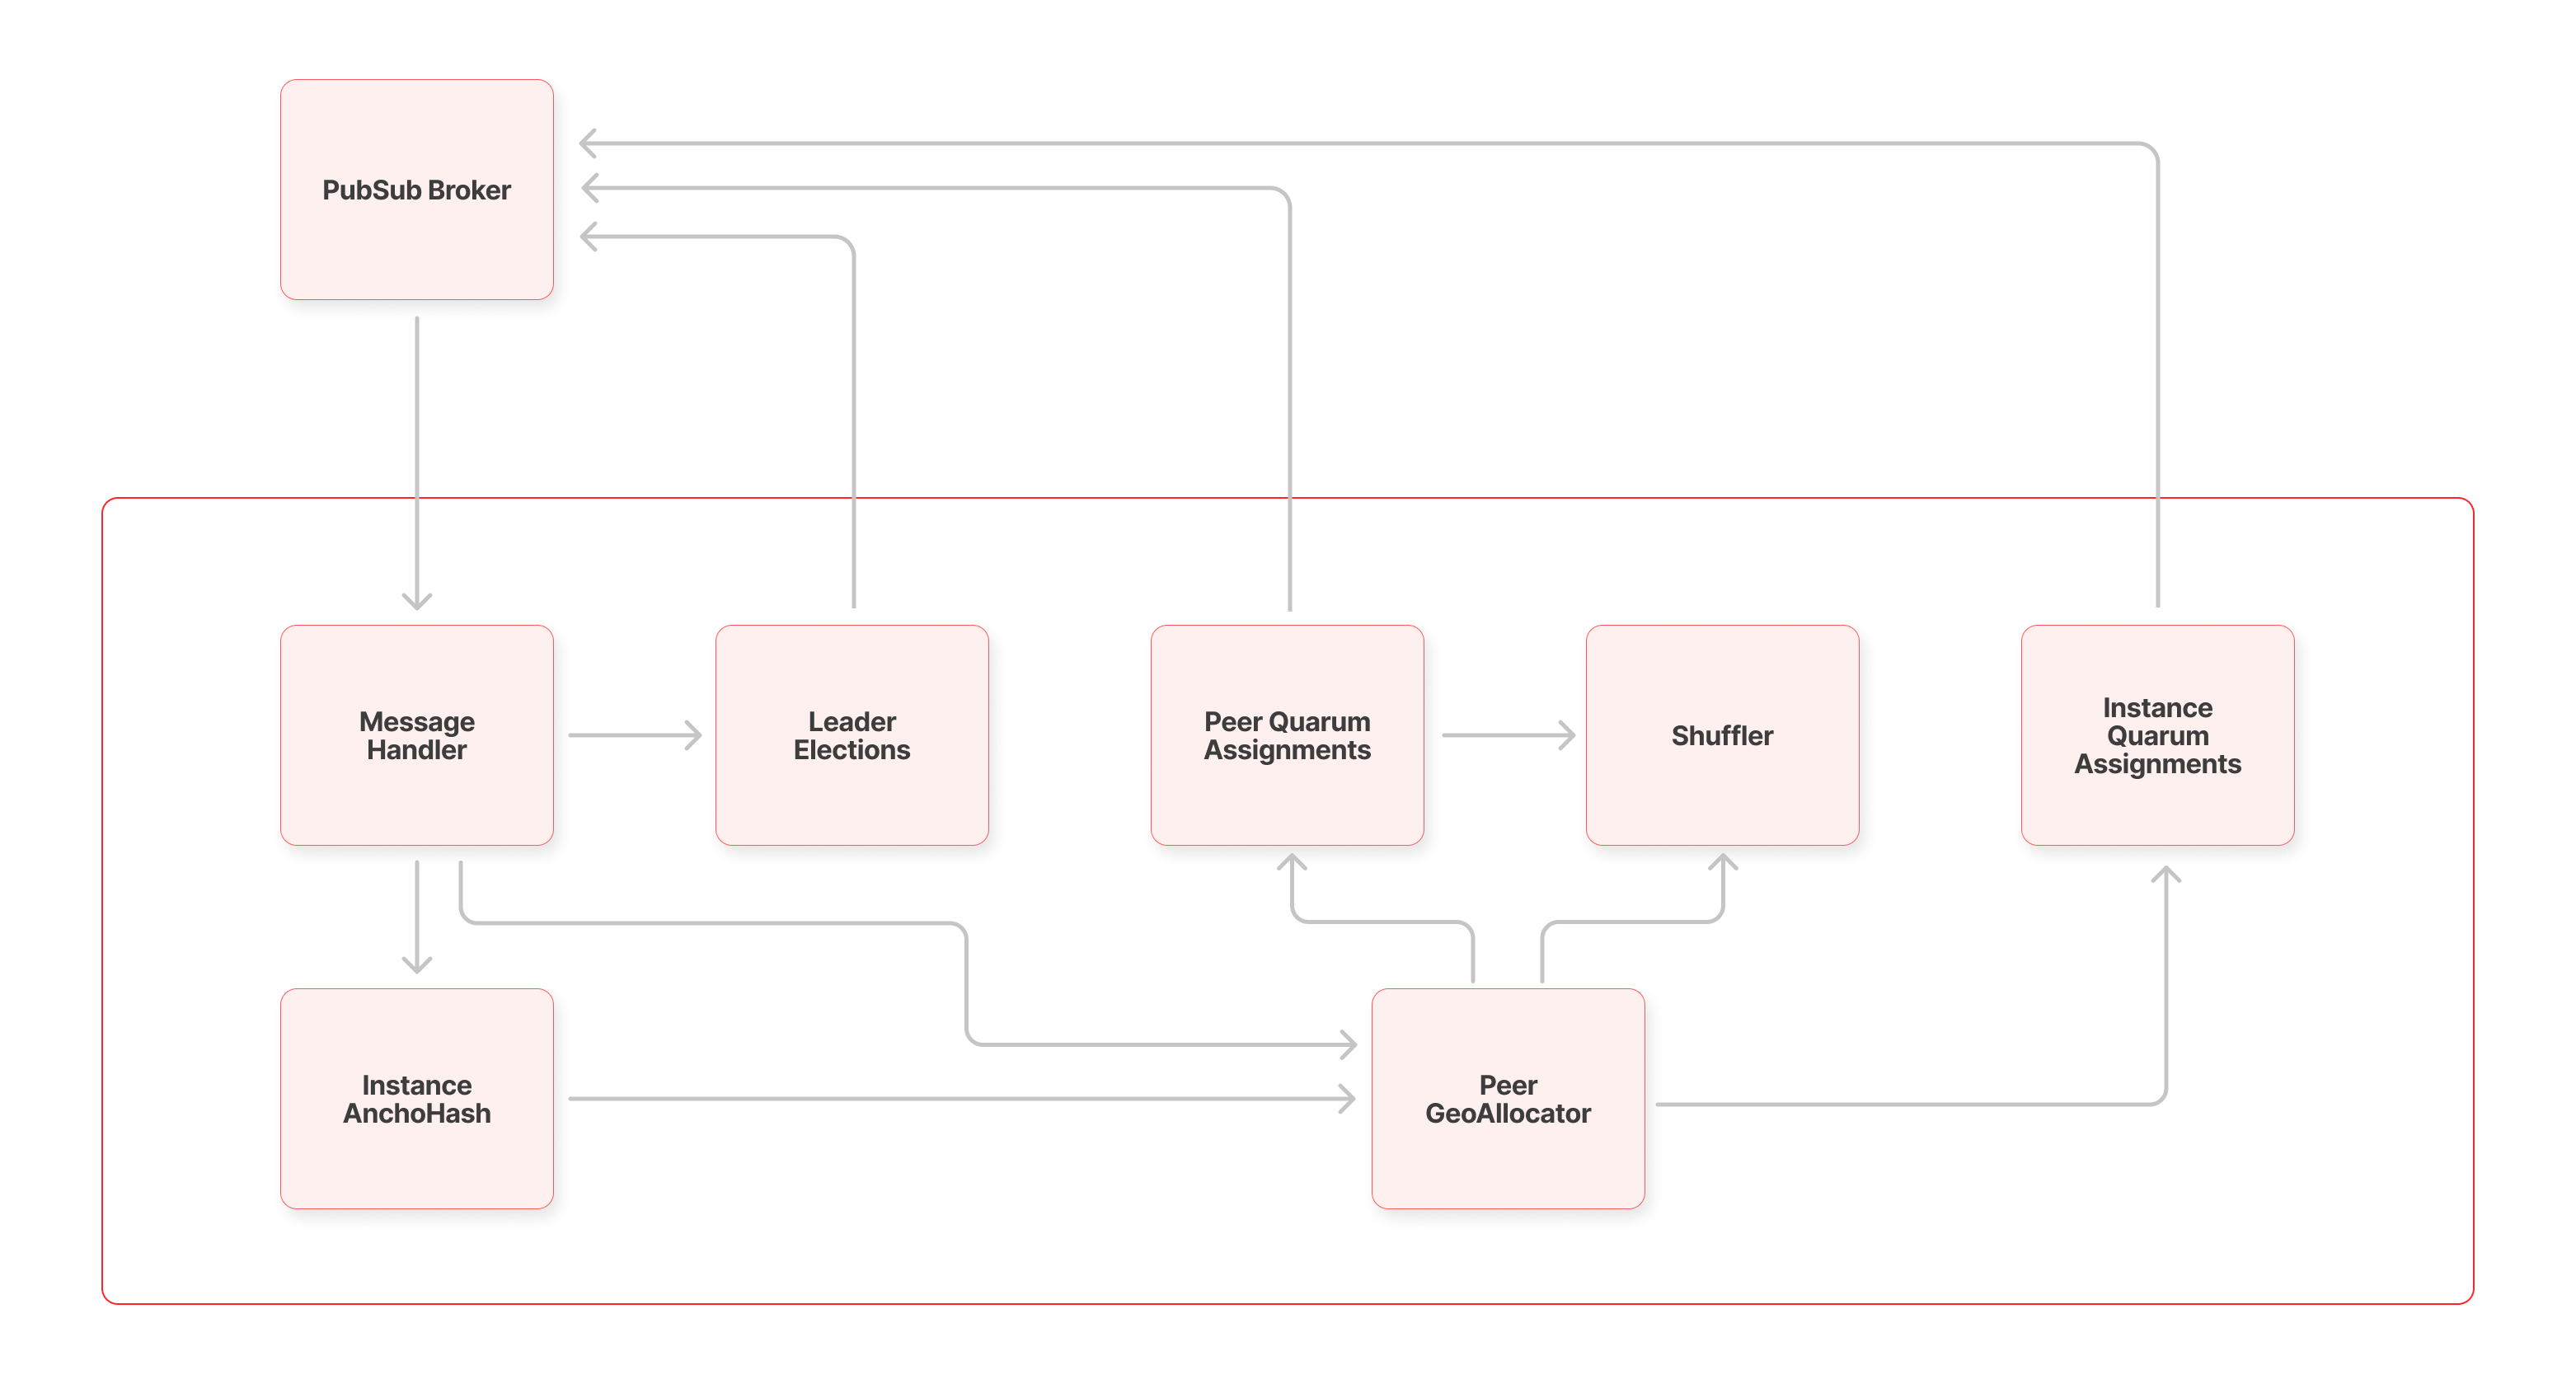 PubSub Broker
Message
Handler
Leader
Elections
Peer Quarum
Assignments
Shuffler
Instance
Quarum
Assignments
Instance
AnchoHash
Peer
GeoAllocator